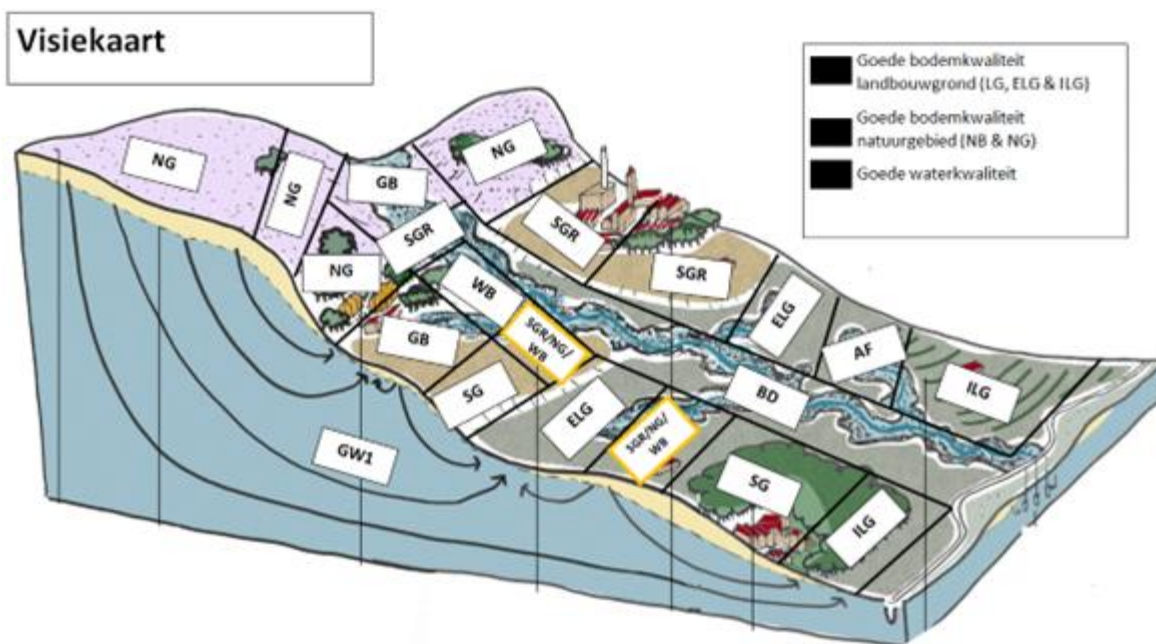 Visiekaart
Goede bodemkwaliteit
landbouwgrond (LG, ELG & ILG)
Goede bodemkwaliteit
natuurgebied (NB & NG)
Goede waterkwaliteit
NG
NG
GB
NG
SGR
SGR
SGR
NG
WB
SGR/NG/
WB
ELG
GB
AF
ILG
SG
BD
ELG
SGR/NG/
WB
GW1
SG
ILG